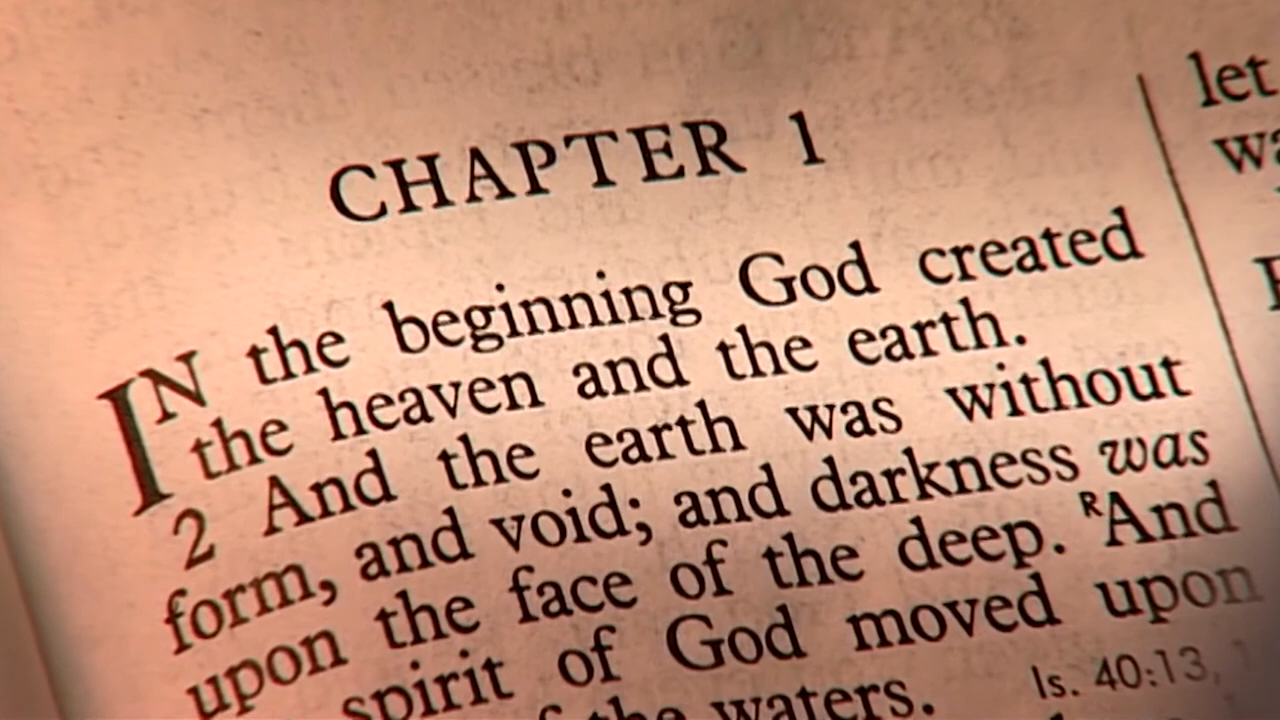 CHAPTER 1
IN the beginning God created
the heaven and the earth.
2 And the earth was without
form, and void; and darkness was
upon the face of the deep. ᴿAnd
spirit of God moved upon
the waters.
Is. 40:13,
let